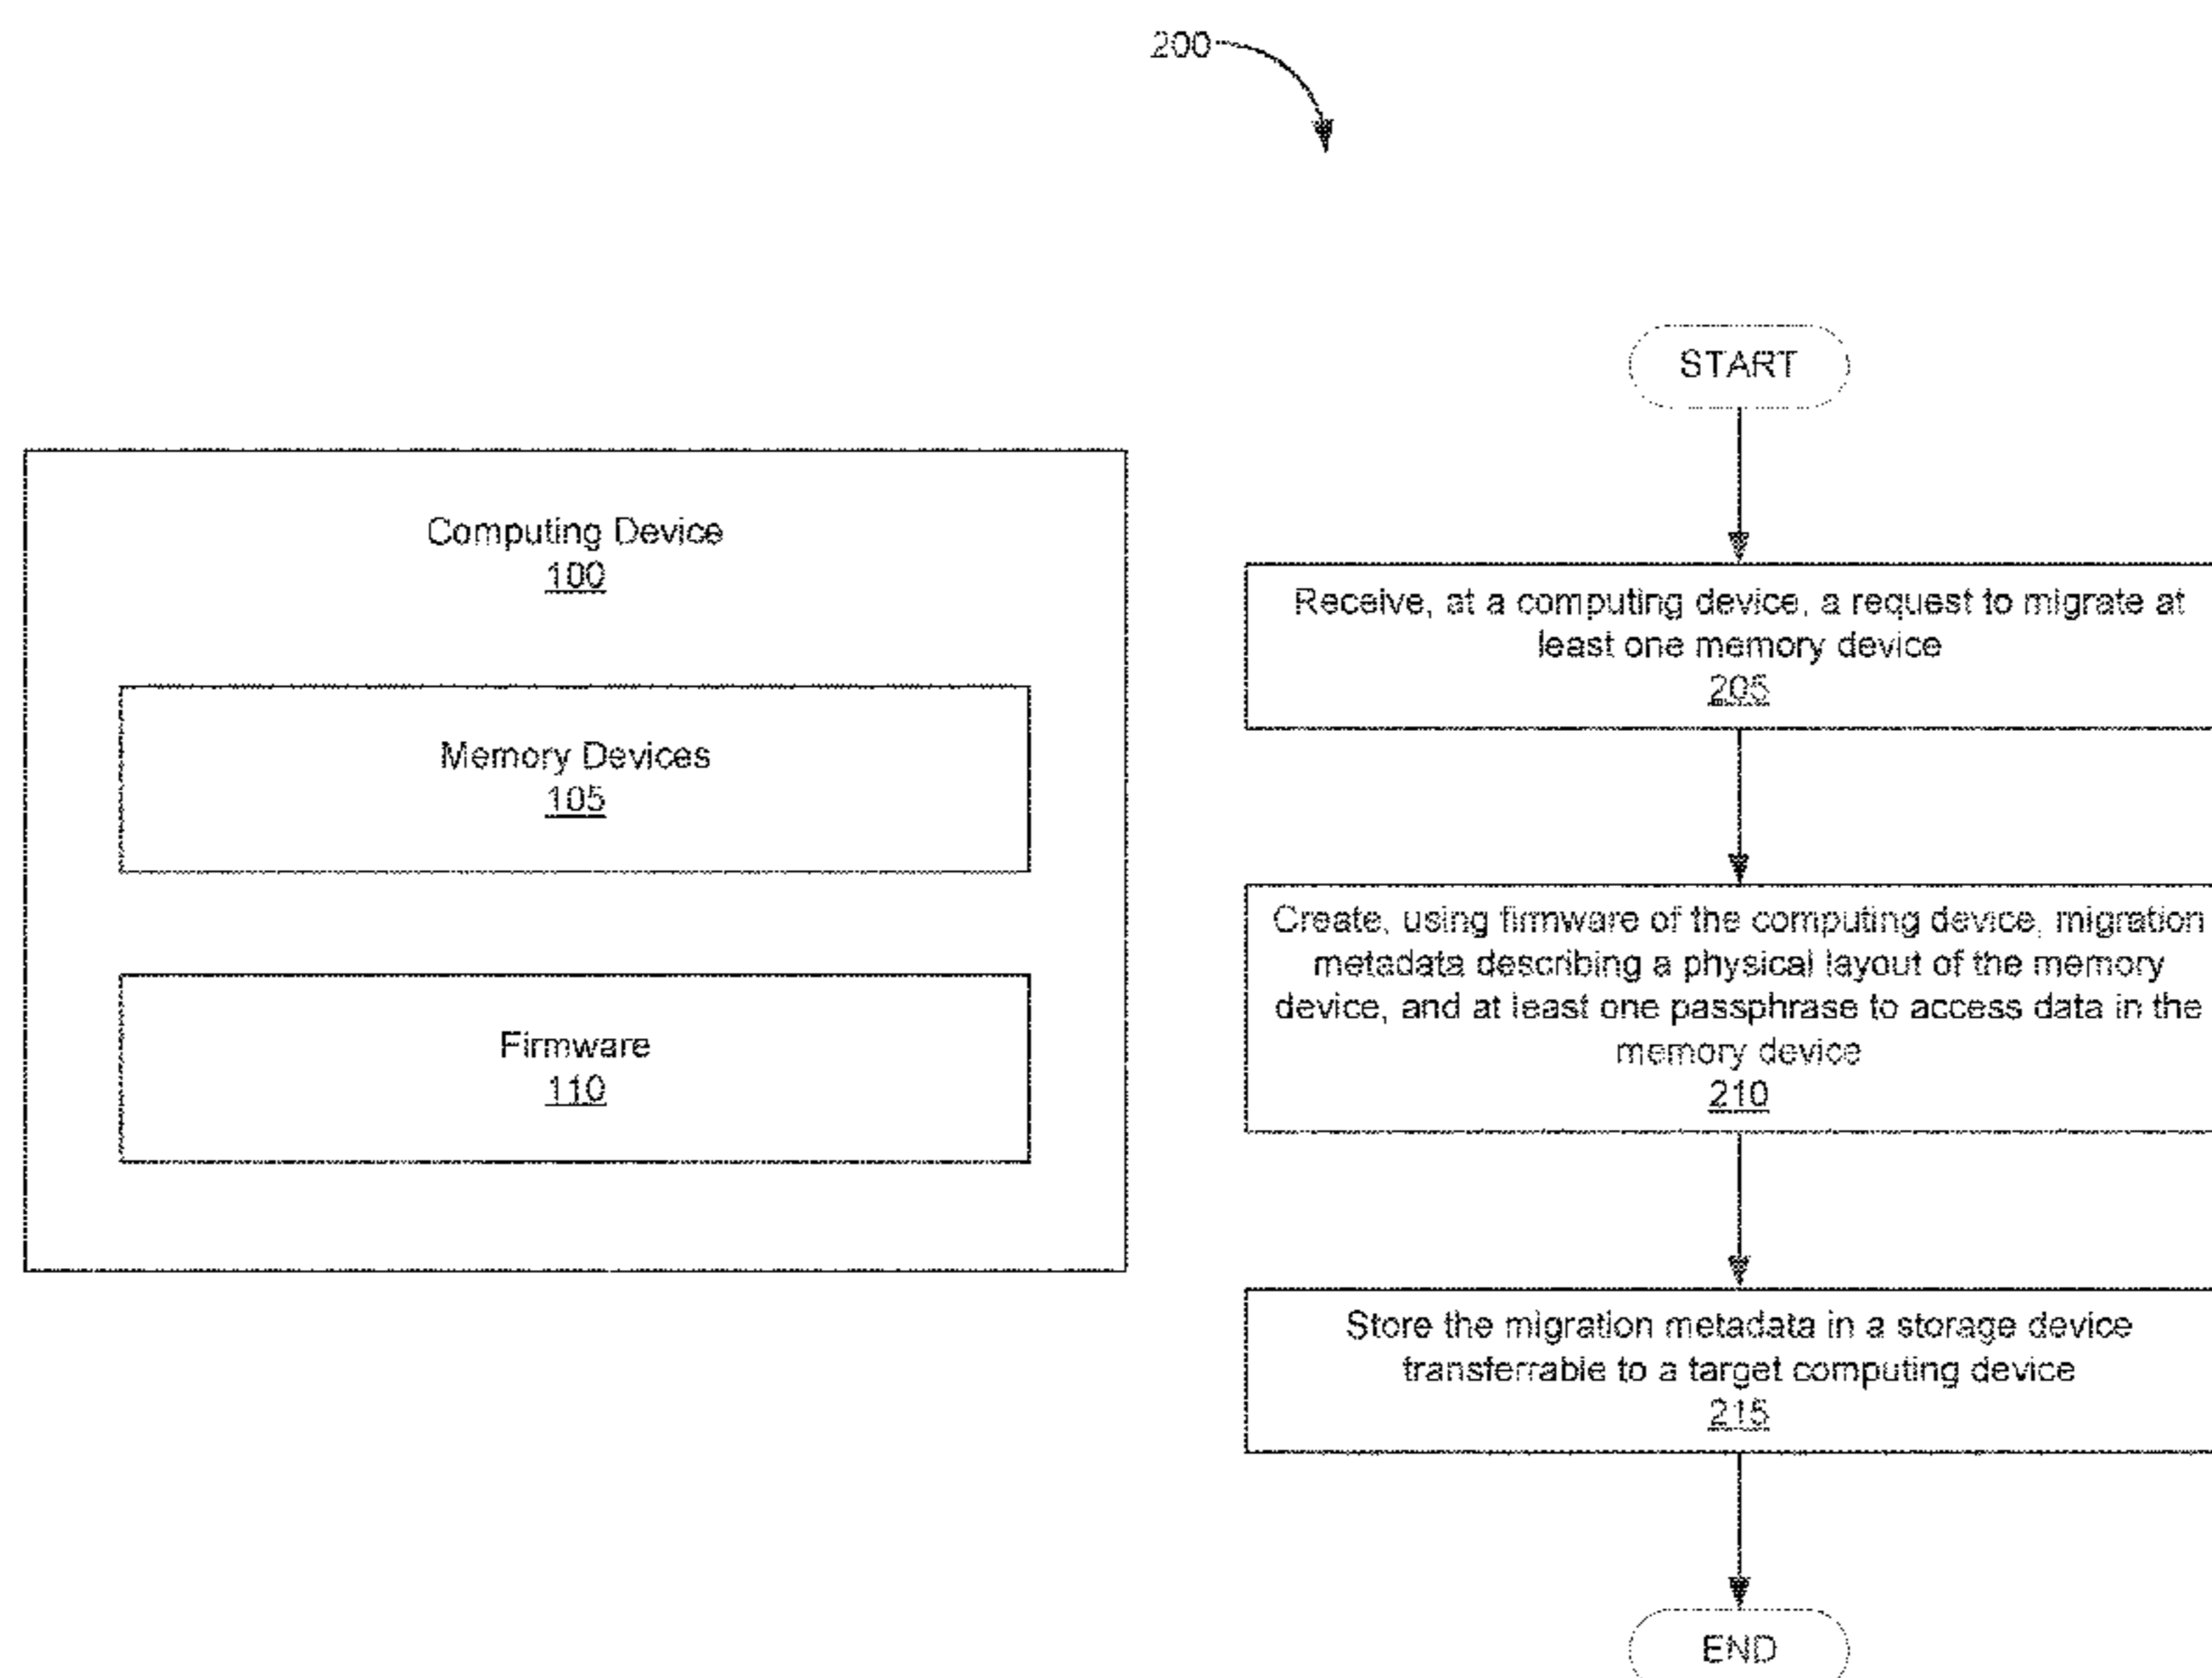 200
Computing Device
100
Memory Devices
105
Firmware
110
START
Receive, at a computing device, a request to migrate at
least one memory device
205
Create, using firmware of the computing device, migration
metadata describing a physical layout of the memory
device, and at least one passphrase to access data in the
memory device
210
Store the migration metadata in a storage device
transferrable to a target computing device
215
END